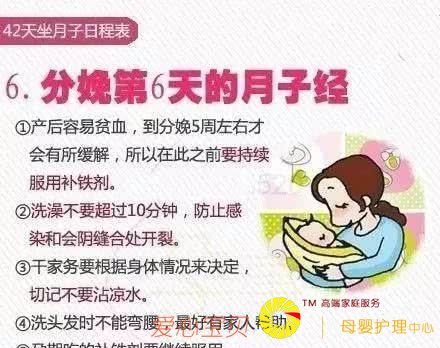 42天坐月子日程表
6. 分娩第6天的月子经
①产后容易贫血，到分娩5周左右才
会有所缓解，所以在此之前要持续
服用补铁剂。
②洗澡不要超过10分钟，防止感
染和会阴缝合处开裂。
③干家务要根据身体情况来决定，
切记不要沾凉水。
TM 高端家庭服务
④洗头发时不能弯腰，最好有家人帮助。
爱心宝贝
母婴护理中心